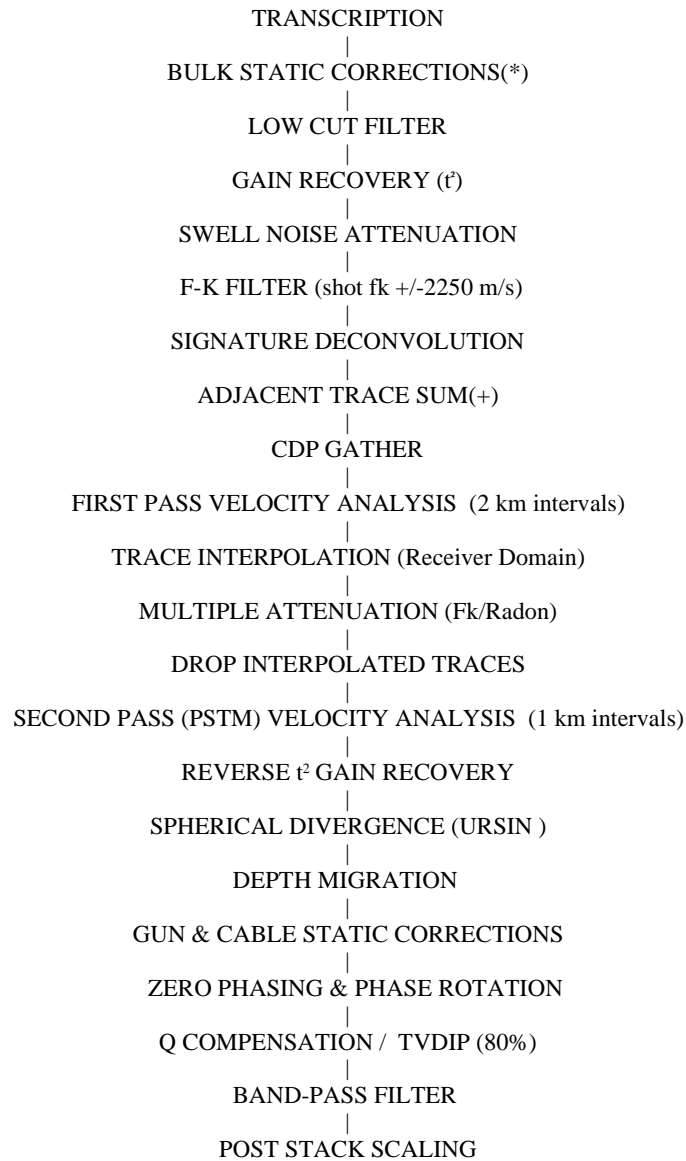 TRANSCRIPTION
|
BULK STATIC CORRECTIONS(*)
|
LOW CUT FILTER
|
GAIN RECOVERY (t²)
|
SWELL NOISE ATTENUATION
|
F-K FILTER (shot fk +/-2250 m/s)
|
SIGNATURE DECONVOLUTION
|
ADJACENT TRACE SUM(+)
|
CDP GATHER
|
FIRST PASS VELOCITY ANALYSIS (2 km intervals)
|
TRACE INTERPOLATION (Receiver Domain)
|
MULTIPLE ATTENUATION (Fk/Radon)
|
DROP INTERPOLATED TRACES
|
SECOND PASS (PSTM) VELOCITY ANALYSIS (1 km intervals)
|
REVERSE t² GAIN RECOVERY
|
SPHERICAL DIVERGENCE (URSIN )
|
DEPTH MIGRATION
|
GUN & CABLE STATIC CORRECTIONS
|
ZERO PHASING & PHASE ROTATION
|
Q COMPENSATION / TVDIP (80%)
|
BAND-PASS FILTER
|
POST STACK SCALING